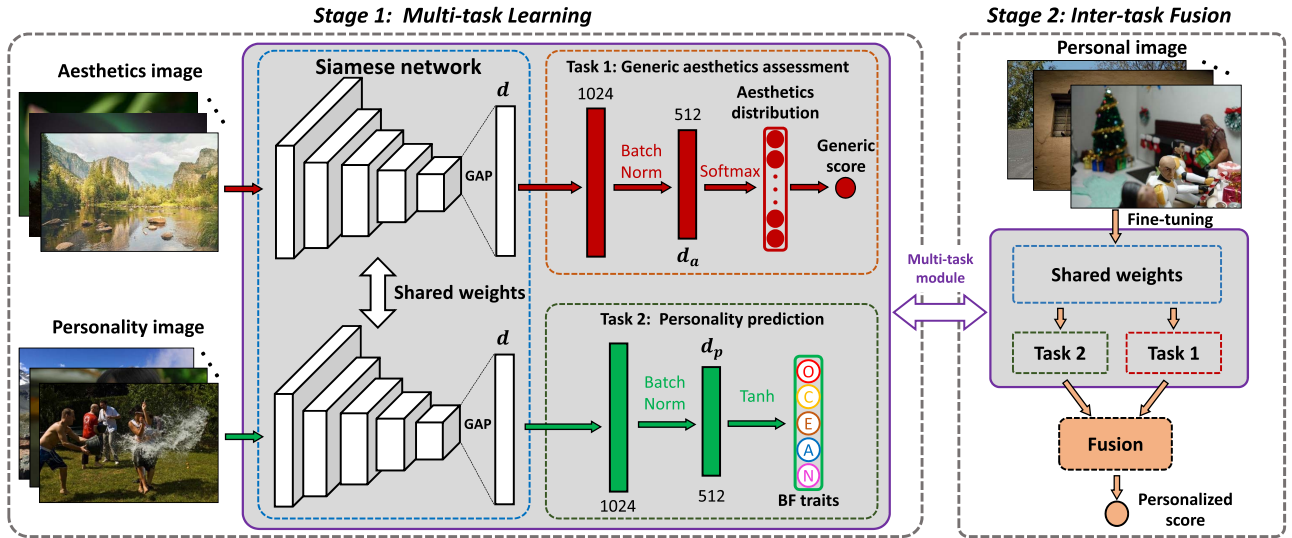 Stage 1: Multi-task Learning
Stage 2: Inter-task Fusion
Aesthetics image
Siamese network
d
GAP
Task 1: Generic aesthetics assessment
1024
Batch
Norm
512
d_a
Softmax
Aesthetics
distribution
Generic
score
Shared weights
Personality image
d
GAP
Task 2: Personality prediction
1024
Batch
Norm
d_p
512
Tanh
O
C
E
A
N
BF traits
Multi-task
module
Personal image
Fine-tuning
Shared weights
Task 2
Task 1
Fusion
Personalized
score